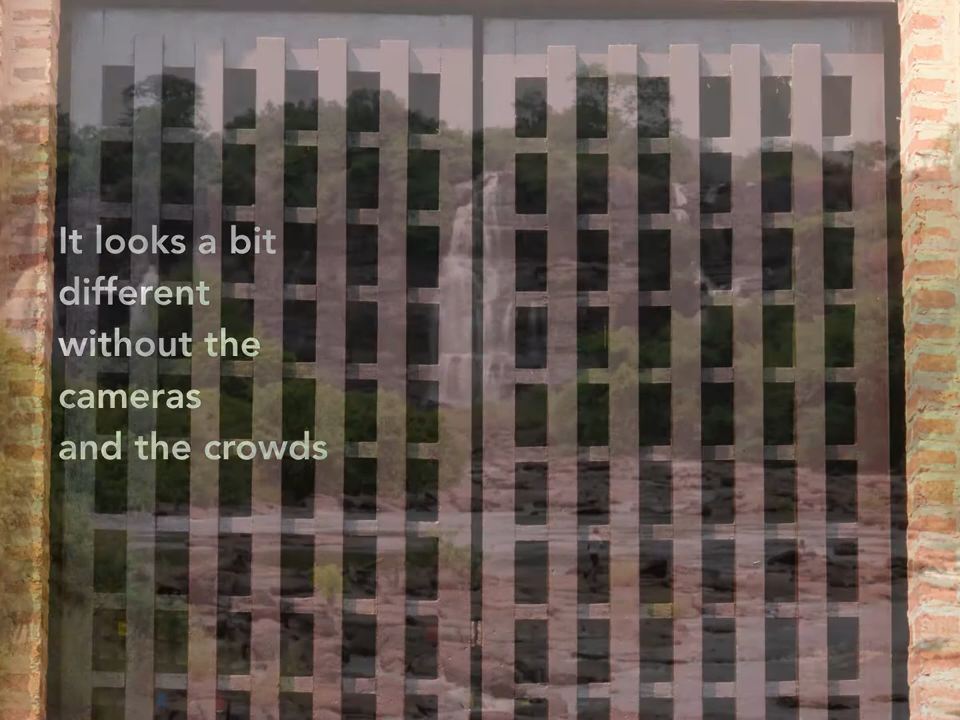 It looks a bit
different
without the
cameras
and the crowds